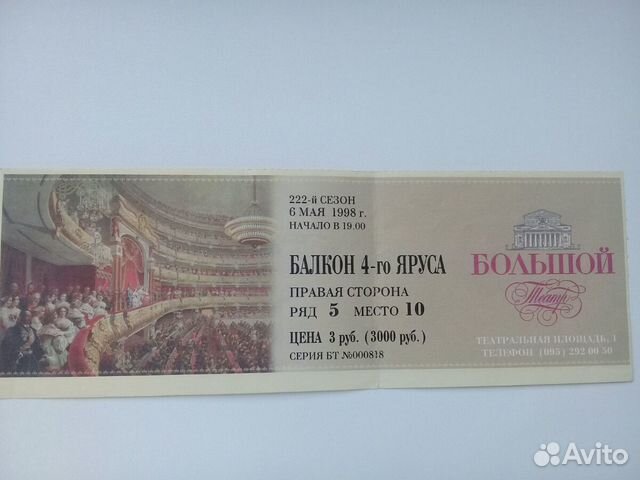 222-й СЕЗОН
6 МАЯ 1998 г.
НАЧАЛО В 19.00
БАЛКОН 4-го ЯРУСА
ПРАВАЯ СТОРОНА
РЯД 5 МЕСТО 10
ЦЕНА 3 руб. (3000 руб.)
СЕРИЯ БТ №000818
БОЛЬШОЙ
Театр
ТЕАТРАЛЬНАЯ ПЛОЩАДЬ, 1
ТЕЛЕФОН (095) 292 00 50
Avito